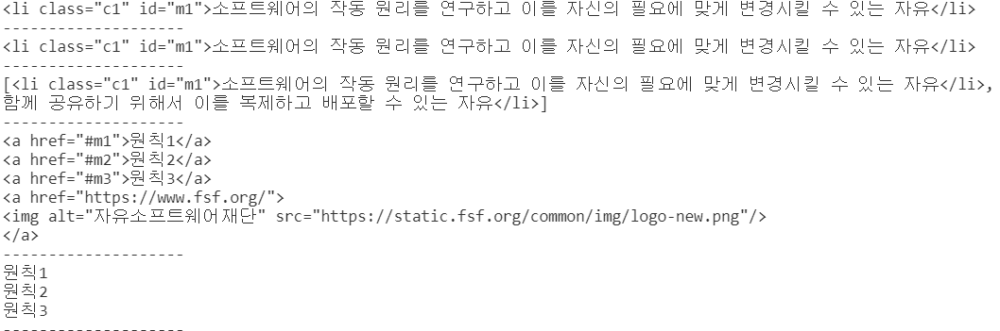 <li class="c1" id="m1">소프트웨어의 작동 원리를 연구하고 이를 자신의 필요에 맞게 변경시킬 수 있는 자유</li>
--------------------
<li class="c1" id="m1">소프트웨어의 작동 원리를 연구하고 이를 자신의 필요에 맞게 변경시킬 수 있는 자유</li>
--------------------
[<li class="c1" id="m1">소프트웨어의 작동 원리를 연구하고 이를 자신의 필요에 맞게 변경시킬 수 있는 자유</li>,
함께 공유하기 위해서 이를 복제하고 배포할 수 있는 자유</li>]
--------------------
<a href="#m1">원칙1</a>
<a href="#m2">원칙2</a>
<a href="#m3">원칙3</a>
<a href="https://www.fsf.org/">
<img alt="자유소프트웨어재단" src="https://static.fsf.org/common/img/logo-new.png"/>
</a>
--------------------
원칙1
원칙2
원칙3
--------------------